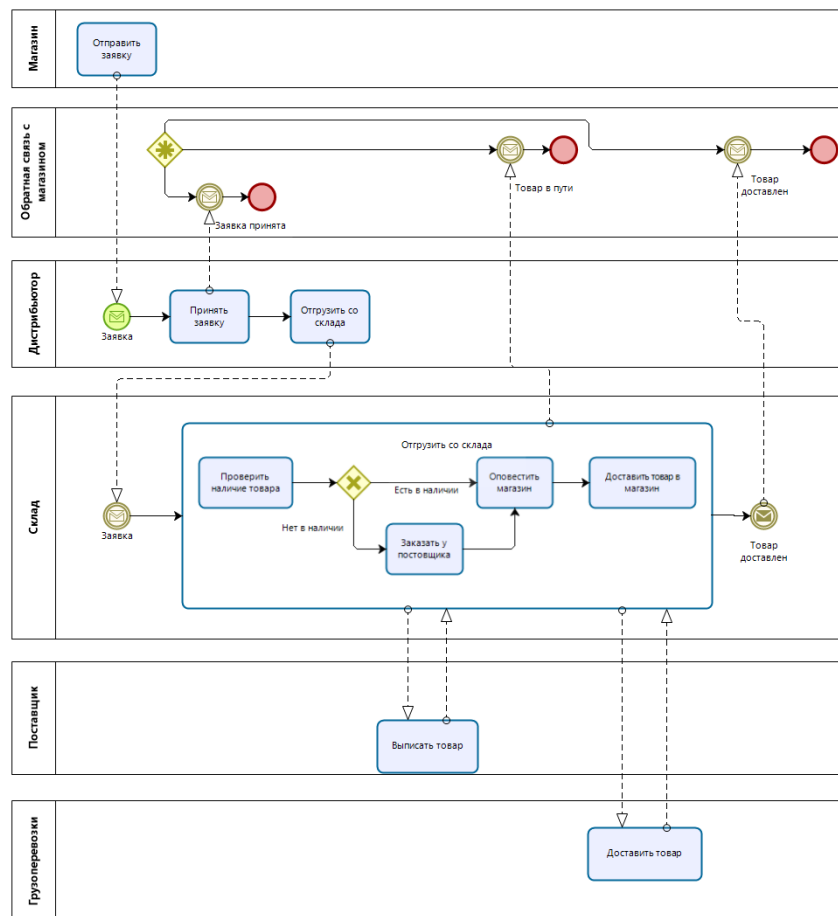 Магазин
Отправить
заявку
Обратная связь с
магазином
Товар в пути
Товар
доставлен
Заявка принята
Дистрибьютор
Заявка
Принять
заявку
Отгрузить со
склада
Склад
Заявка
Отгрузить со склада
Проверить
наличие товара
Есть в наличии
Нет в наличии
Оповестить
магазин
Доставить товар в
магазин
Заказать у
постовщика
Товар
доставлен
Поставщик
Выписать товар
Грузоперевозки
Доставить товар